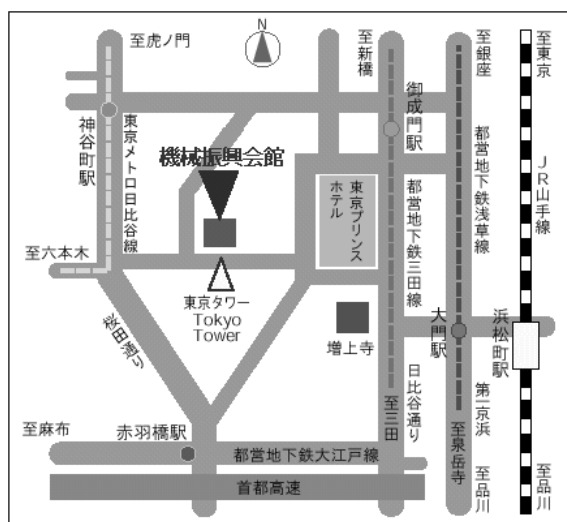 至虎ノ門
N
至新橋
至銀座
至東京
神谷町駅
東京メトロ日比谷線
機械振興会館
御成門駅
東京プリンスホテル
都営地下鉄三田線
都営地下鉄浅草線
JR山手線
至六本木
東京タワー
Tokyo
Tower
桜田通り
増上寺
大門駅
浜松町駅
日比谷通り
第一京浜
至三田
至泉岳寺
至品川
至品川
至麻布
赤羽橋駅
都営地下鉄大江戸線
首都高速